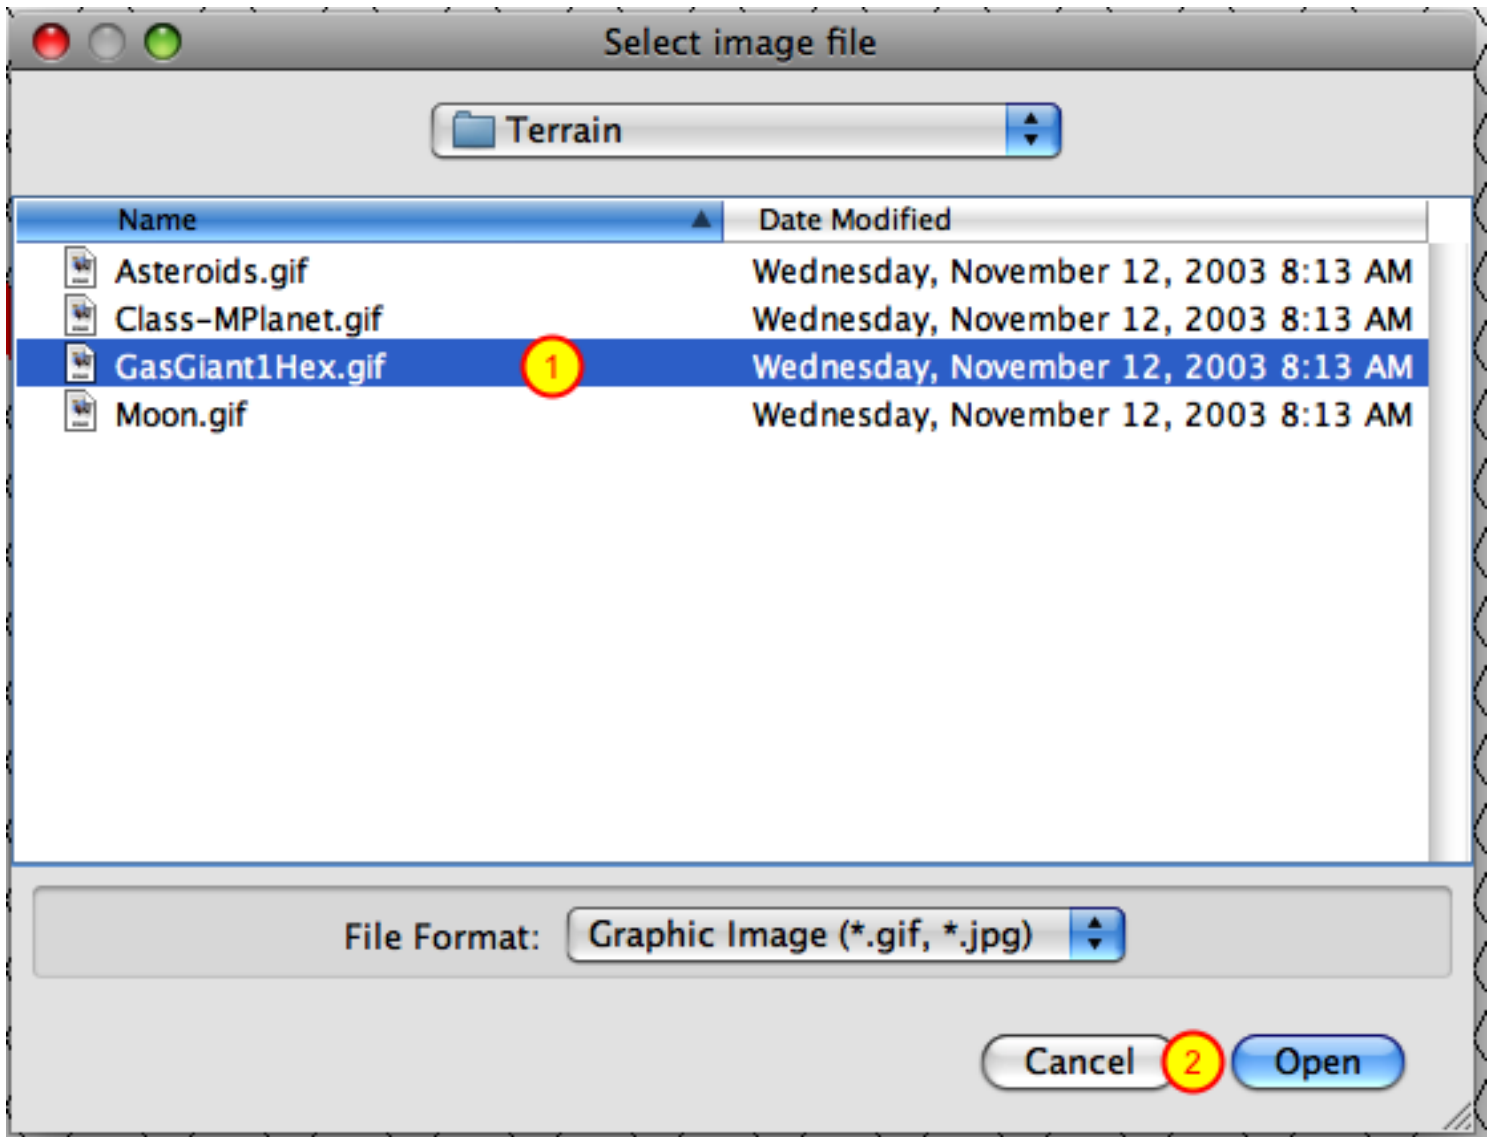 Select image file
Terrain
Name Date Modified
Asteroids.gif Wednesday, November 12, 2003 8:13 AM
Class-MPlanet.gif Wednesday, November 12, 2003 8:13 AM
GasGiant1Hex.gif 1 Wednesday, November 12, 2003 8:13 AM
Moon.gif Wednesday, November 12, 2003 8:13 AM
File Format: Graphic Image (*.gif, *.jpg)
Cancel 2 Open